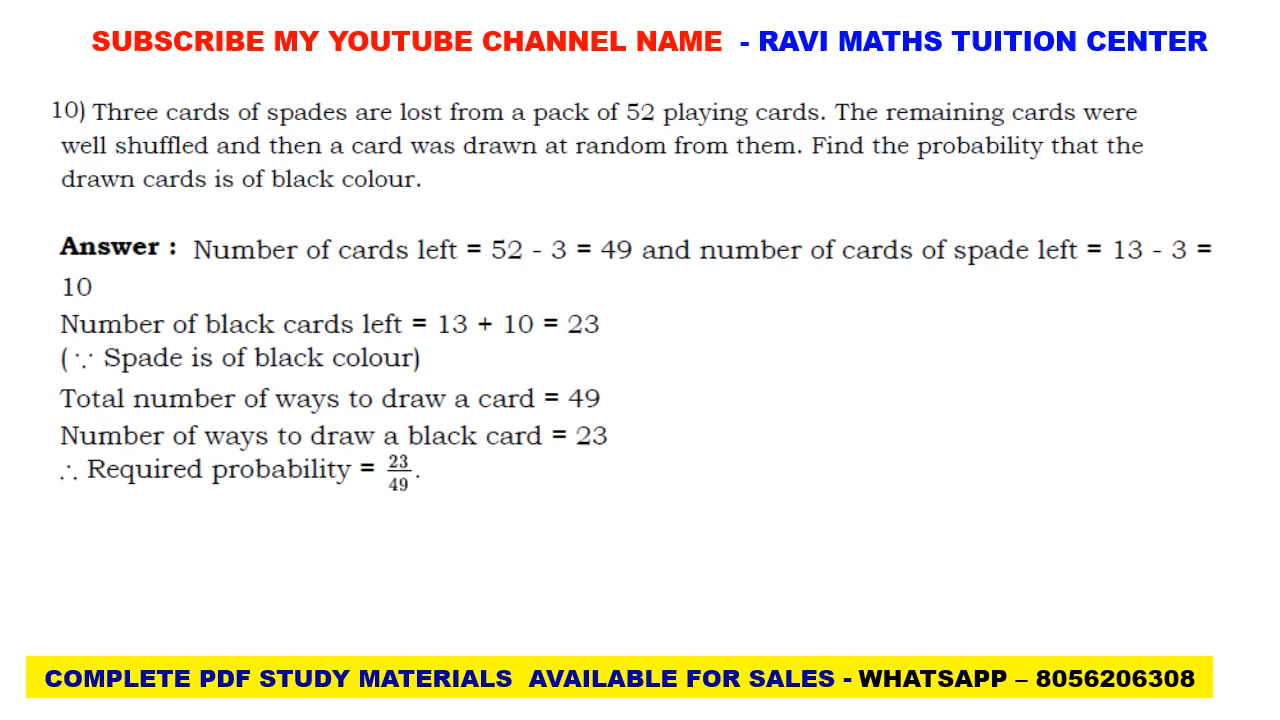 SUBSCRIBE MY YOUTUBE CHANNEL NAME - RAVI MATHS TUITION CENTER
10) Three cards of spades are lost from a pack of 52 playing cards. The remaining cards were
well shuffled and then a card was drawn at random from them. Find the probability that the
drawn cards is of black colour.
Answer : Number of cards left = 52 - 3 = 49 and number of cards of spade left = 13 - 3 =
10
Number of black cards left = 13 + 10 = 23
(∵ Spade is of black colour)
Total number of ways to draw a card = 49
Number of ways to draw a black card = 23
∴ Required probability = 23/49.
COMPLETE PDF STUDY MATERIALS AVAILABLE FOR SALES - WHATSAPP – 8056206308